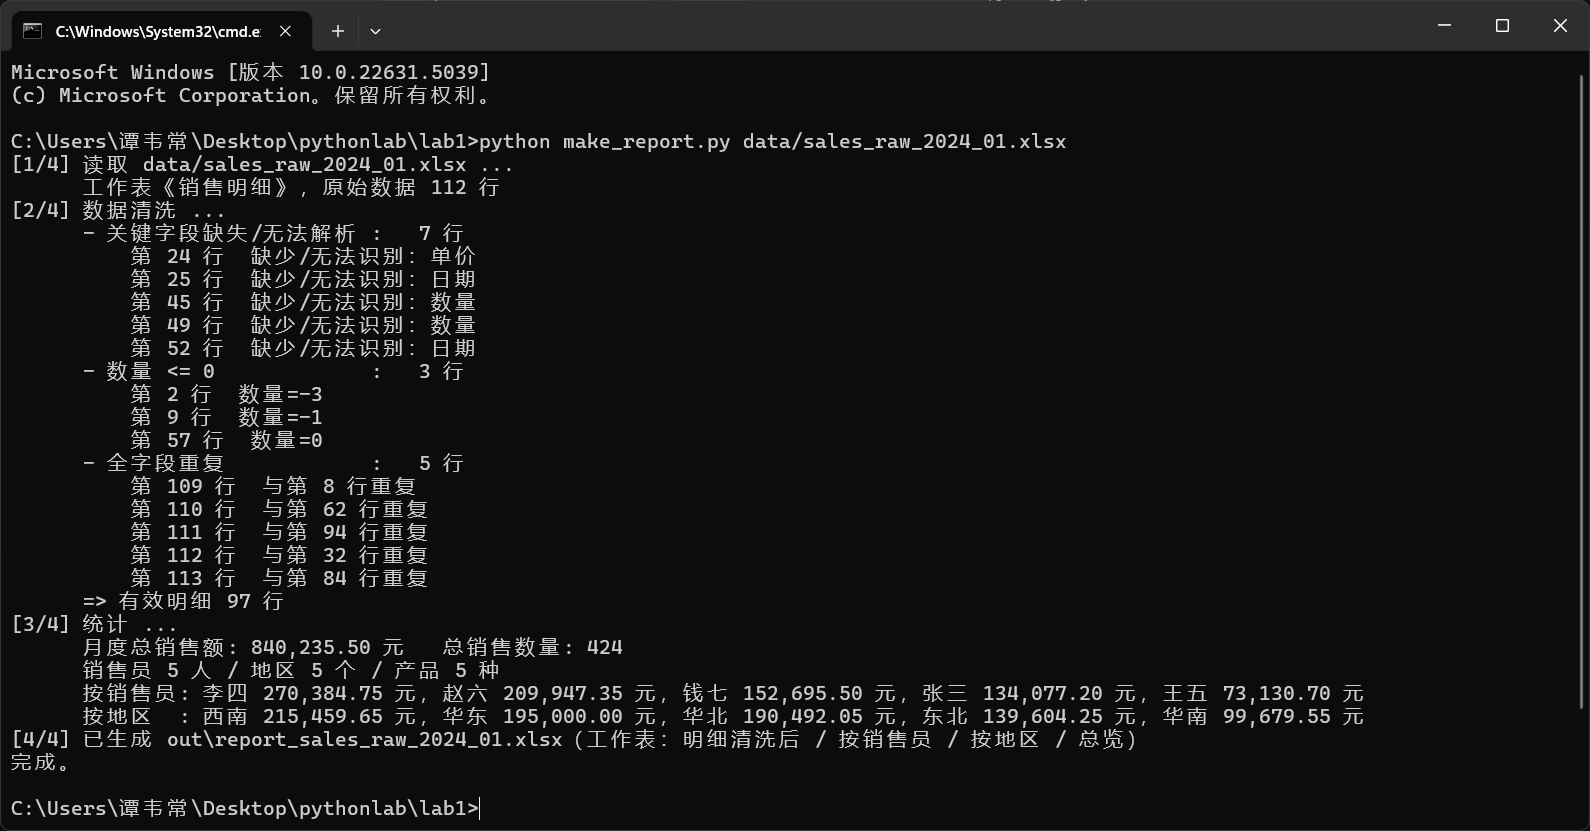 C:\Windows\System32\cmd.e
Microsoft Windows [版本 10.0.22631.5039]
(c) Microsoft Corporation。保留所有权利。
C:\Users\谭韦常\Desktop\pythonlab\lab1>python make_report.py data/sales_raw_2024_01.xlsx
[1/4] 读取 data/sales_raw_2024_01.xlsx ...
工作表《销售明细》, 原始数据 112 行
[2/4] 数据清洗 ...
- 关键字段缺失/无法解析 :   7 行
第 24 行  缺少/无法识别: 单价
第 25 行  缺少/无法识别: 日期
第 45 行  缺少/无法识别: 数量
第 49 行  缺少/无法识别: 数量
第 52 行  缺少/无法识别: 日期
- 数量 <= 0             :   3 行
第 2 行  数量=-3
第 9 行  数量=-1
第 57 行  数量=0
- 全字段重复            :   5 行
第 109 行  与第 8 行重复
第 110 行  与第 62 行重复
第 111 行  与第 94 行重复
第 112 行  与第 32 行重复
第 113 行  与第 84 行重复
=> 有效明细 97 行
[3/4] 统计 ...
月度总销售额: 840,235.50 元   总销售数量: 424
销售员 5 人 / 地区 5 个 / 产品 5 种
按销售员: 李四 270,384.75 元, 赵六 209,947.35 元, 钱七 152,695.50 元, 张三 134,077.20 元, 王五 73,130.70 元
按地区  : 西南 215,459.65 元, 华东 195,000.00 元, 华北 190,492.05 元, 东北 139,604.25 元, 华南 99,679.55 元
[4/4] 已生成 out\report_sales_raw_2024_01.xlsx (工作表: 明细清洗后 / 按销售员 / 按地区 / 总览)
完成。
C:\Users\谭韦常\Desktop\pythonlab\lab1>